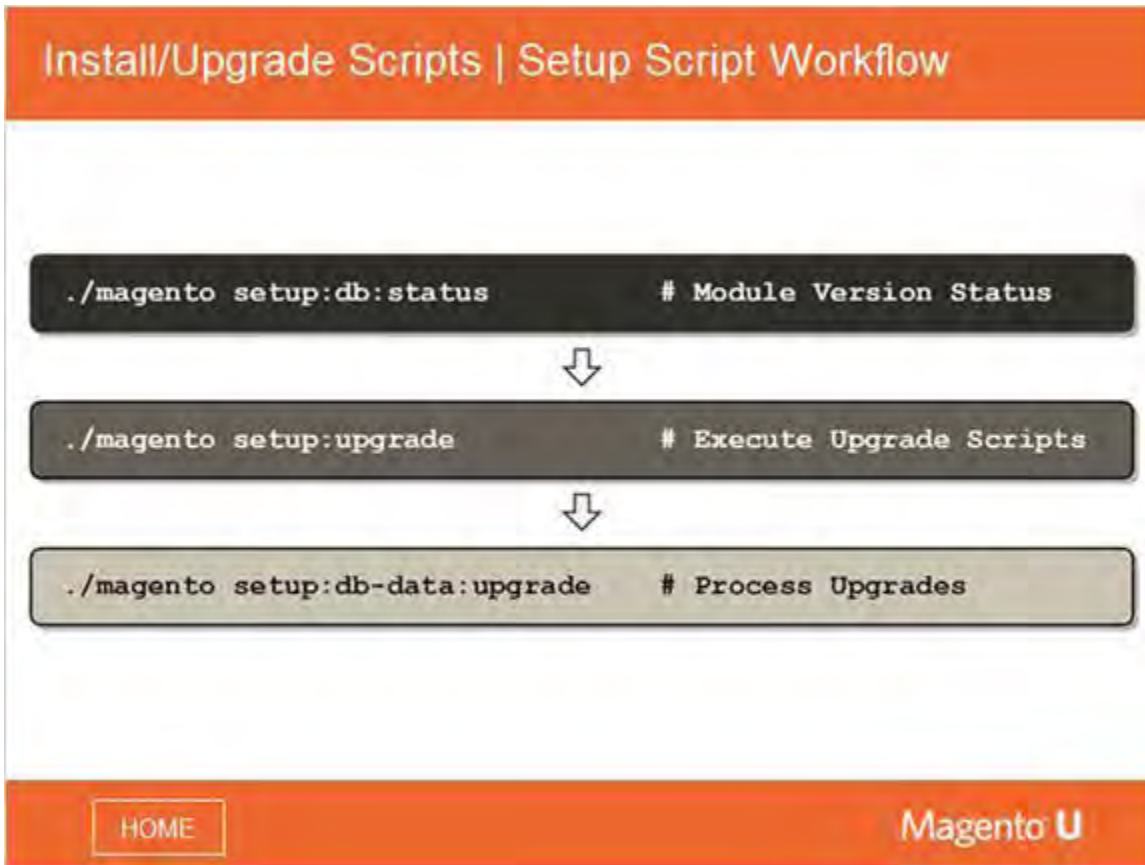 Install/Upgrade Scripts | Setup Script Workflow
./magento setup:db:status # Module Version Status
./magento setup:upgrade # Execute Upgrade Scripts
./magento setup:db-data:upgrade # Process Upgrades
HOME
Magento U